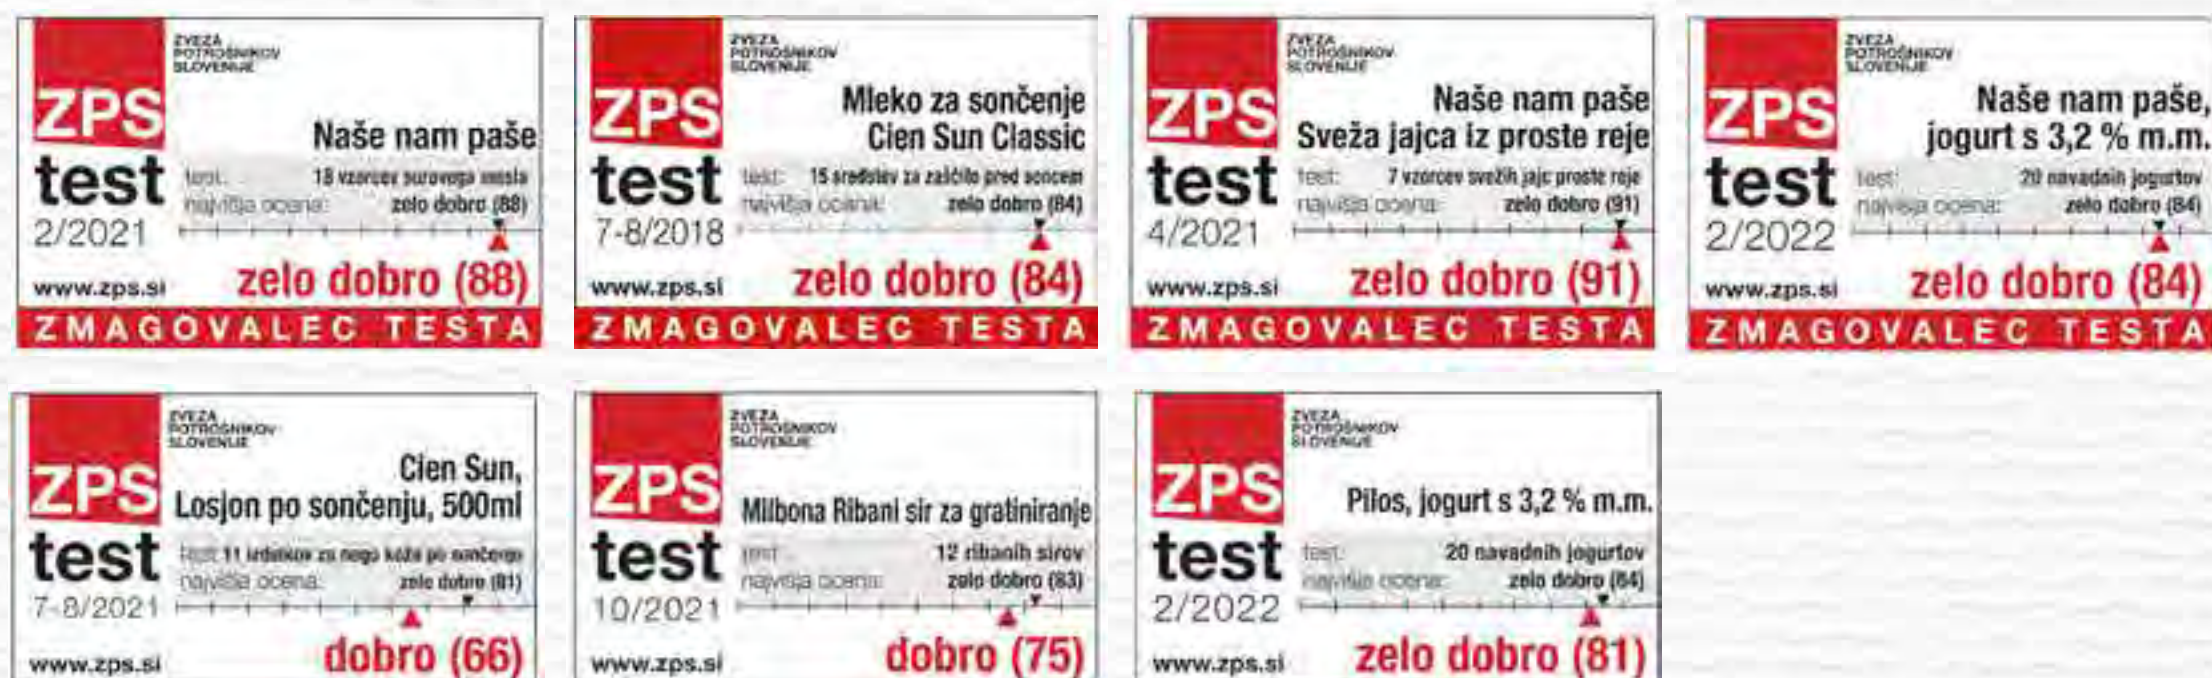 ZVEZA
POTROŠNIKOV
SLOVENIJE
ZPS
Naše nam paše
test
test: 18 vzorcev surovega masla
najvišja ocena: zelo dobro (88)
2/2021
www.zps.si
zelo dobro (88)
ZMAGOVALEC TESTA
ZVEZA
POTROŠNIKOV
SLOVENIJE
ZPS
Mleko za sončenje
Cien Sun Classic
test
test: 15 sredstev za zaščito pred soncem
najvišja ocena: zelo dobro (84)
7-8/2018
www.zps.si
zelo dobro (84)
ZMAGOVALEC TESTA
ZVEZA
POTROŠNIKOV
SLOVENIJE
ZPS
Naše nam paše
Sveža jajca iz proste reje
test
test: 7 vzorcev svežih jajc proste reje
najvišja ocena: zelo dobro (91)
4/2021
www.zps.si
zelo dobro (91)
ZMAGOVALEC TESTA
ZVEZA
POTROŠNIKOV
SLOVENIJE
ZPS
Naše nam paše,
jogurt s 3,2 % m.m.
test
test: 20 navadnih jogurtov
najvišja ocena: zelo dobro (84)
2/2022
www.zps.si
zelo dobro (84)
ZMAGOVALEC TESTA
ZVEZA
POTROŠNIKOV
SLOVENIJE
ZPS
Cien Sun,
Losjon po sončenju, 500ml
test
test: 11 izdelkov za nego kože po sončenju
najvišja ocena: zelo dobro (81)
7-8/2021
www.zps.si
dobro (66)
ZVEZA
POTROŠNIKOV
SLOVENIJE
ZPS
Milbona Ribani sir za gratiniranje
test
test: 12 ribanih sirov
najvišja ocena: zelo dobro (83)
10/2021
www.zps.si
dobro (75)
ZVEZA
POTROŠNIKOV
SLOVENIJE
ZPS
Pilos, jogurt s 3,2 % m.m.
test
test: 20 navadnih jogurtov
najvišja ocena: zelo dobro (84)
2/2022
www.zps.si
zelo dobro (81)